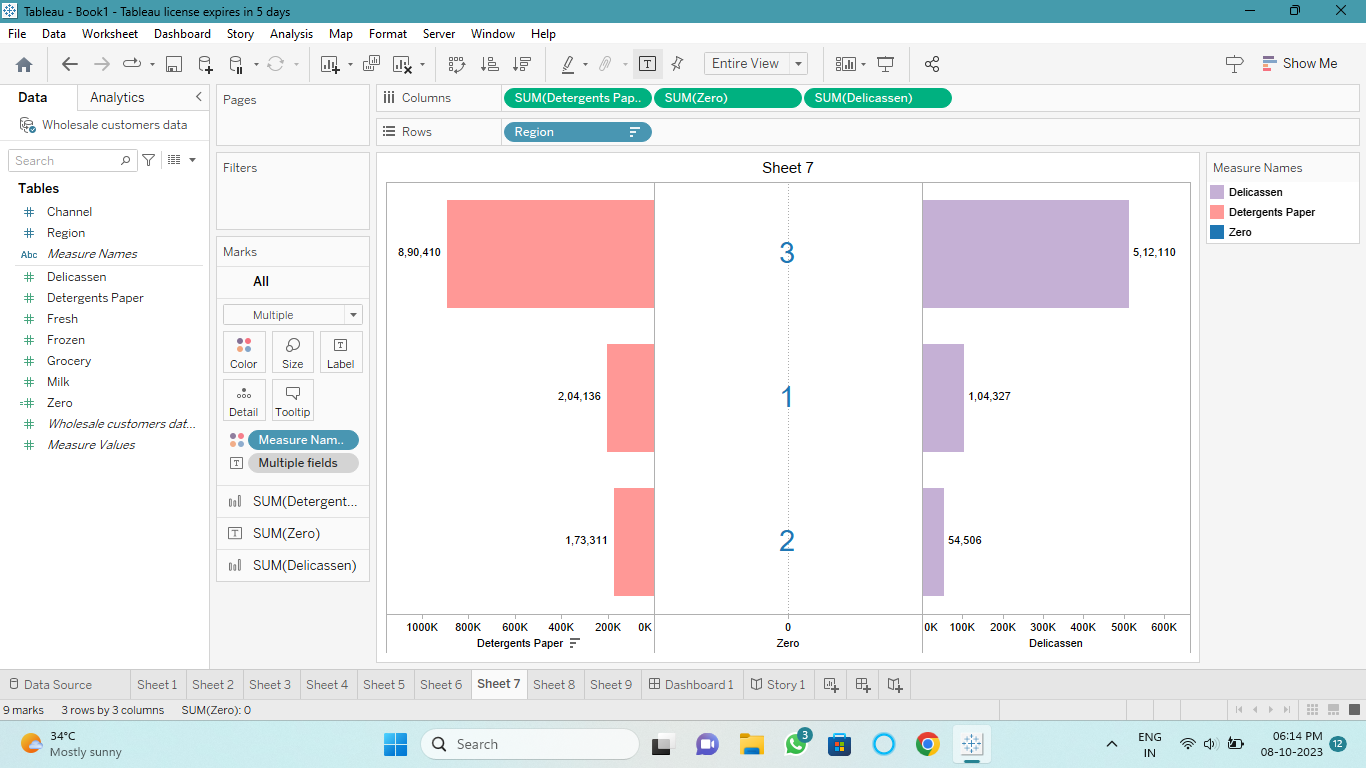 Tableau - Book1 - Tableau license expires in 5 days
File Data Worksheet Dashboard Story Analysis Map Format Server Window Help
Entire View
Show Me
Data Analytics
Wholesale customers data
Search
Tables
Channel
Region
Abc Measure Names
Delicassen
Detergents Paper
Fresh
Frozen
Grocery
Milk
Zero
Wholesale customers dat...
Measure Values
Pages
Filters
Marks
All
Multiple
Color Size Label
Detail Tooltip
Measure Nam..
Multiple fields
SUM(Detergent...
SUM(Zero)
SUM(Delicassen)
Columns SUM(Detergents Pap.. SUM(Zero) SUM(Delicassen)
Rows Region
Sheet 7
8,90,410 3 5,12,110
2,04,136 1 1,04,327
1,73,311 2 54,506
1000K 800K 600K 400K 200K 0K 0 0K 100K 200K 300K 400K 500K 600K
Detergents Paper Zero Delicassen
Measure Names
Delicassen
Detergents Paper
Zero
Data Source Sheet 1 Sheet 2 Sheet 3 Sheet 4 Sheet 5 Sheet 6 Sheet 7 Sheet 8 Sheet 9 Dashboard 1 Story 1
9 marks 3 rows by 3 columns SUM(Zero): 0
34°C
Mostly sunny
Search
3
ENG
IN
06:14 PM
08-10-2023
12